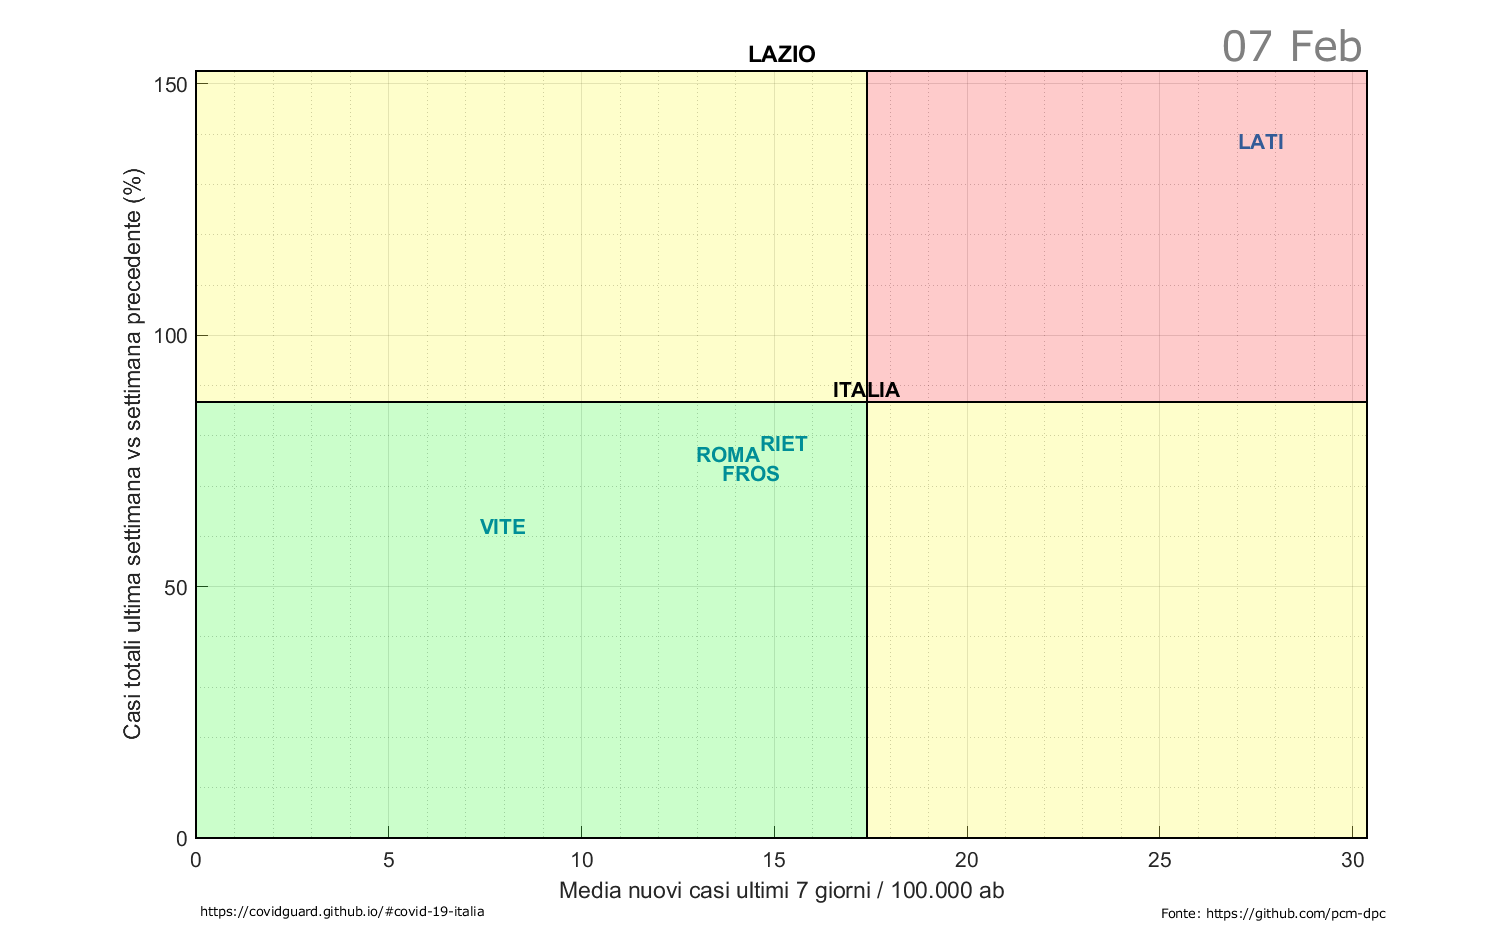 07 Feb
LAZIO
150
LATI
100
ITALIA
RIET
ROMA
FROS
VITE
50
0
Casi totali ultima settimana vs settimana precedente (%)
0 5 10 15 20 25 30
Media nuovi casi ultimi 7 giorni / 100.000 ab
https://covidguard.github.io/#covid-19-italia
Fonte: https://github.com/pcm-dpc